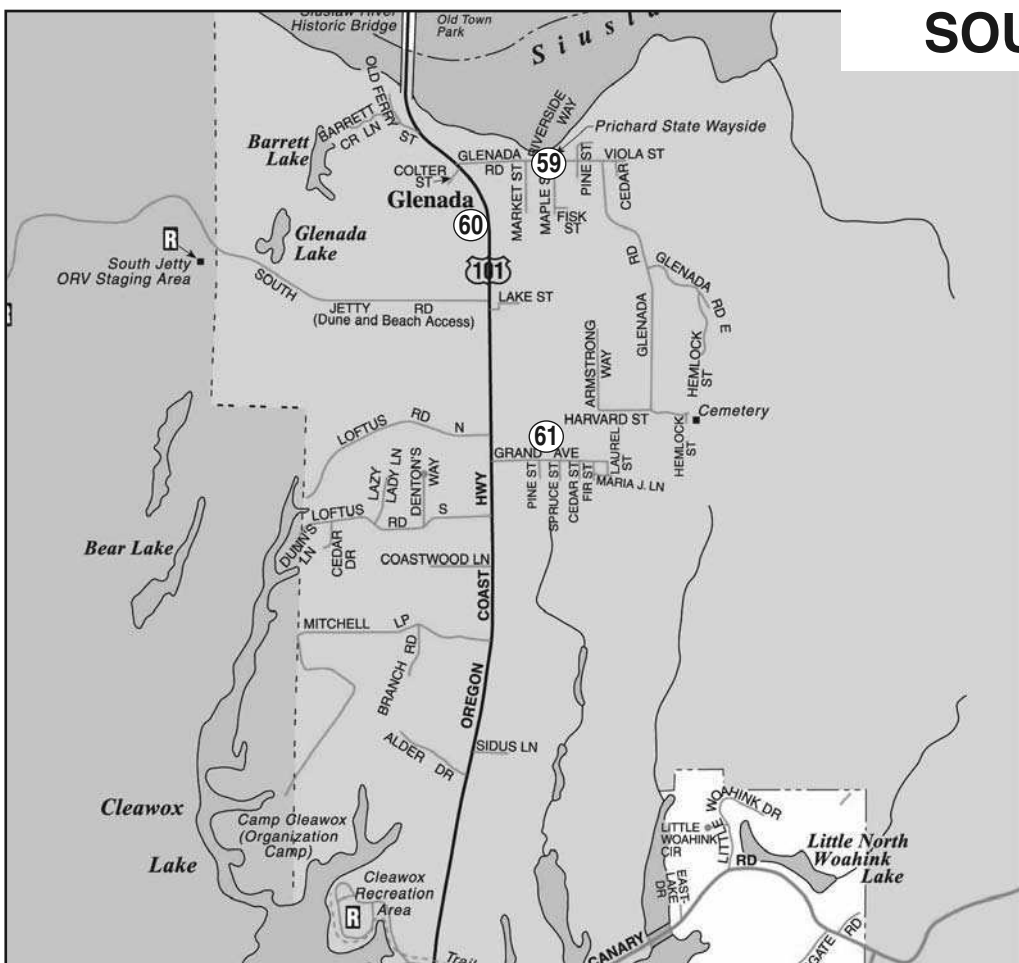 SOU
Siuslaw River
Historic Bridge
Old Town
Park
Siusl
OLD FERRY
ST
BARRETT
CR LN
Barrett
Lake
RIVERSIDE
WAY
Prichard State Wayside
GLENADA
RD
59
PINE ST
VIOLA ST
CEDAR
COLTER
ST
Glenada
MARKET ST
MAPLE S
FISK
ST
60
R
South Jetty
ORV Staging Area
Glenada
Lake
101
SOUTH
JETTY RD
(Dune and Beach Access)
LAKE ST
RD
GLENADA
GLENADA
RD E
ARMSTRONG
WAY
HEMLOCK
ST
HARVARD ST
Cemetery
HEMLOCK
ST
LOFTUS RD N
61
GRAND AVE
LAUREL
ST
PINE ST
SPRUCE ST
CEDAR ST
FIR ST
MARIA J. LN
LAZY
LADY LN
DENTON'S
WAY
HWY
LOFTUS RD S
DUNN'S
LN
CEDAR
DR
Bear Lake
COASTWOOD LN
COAST
MITCHELL LP
BRANCH RD
OREGON
ALDER DR
SIDUS LN
Cleawox
Lake
Camp Cleawox
(Organization
Camp)
LITTLE WOAHINK DR
LITTLE
WOAHINK
CIR
Little North
Woahink
Lake
RD
EAST-
LAKE
DR
Cleawox
Recreation
Area
R
CANARY
GATE RD
Trail